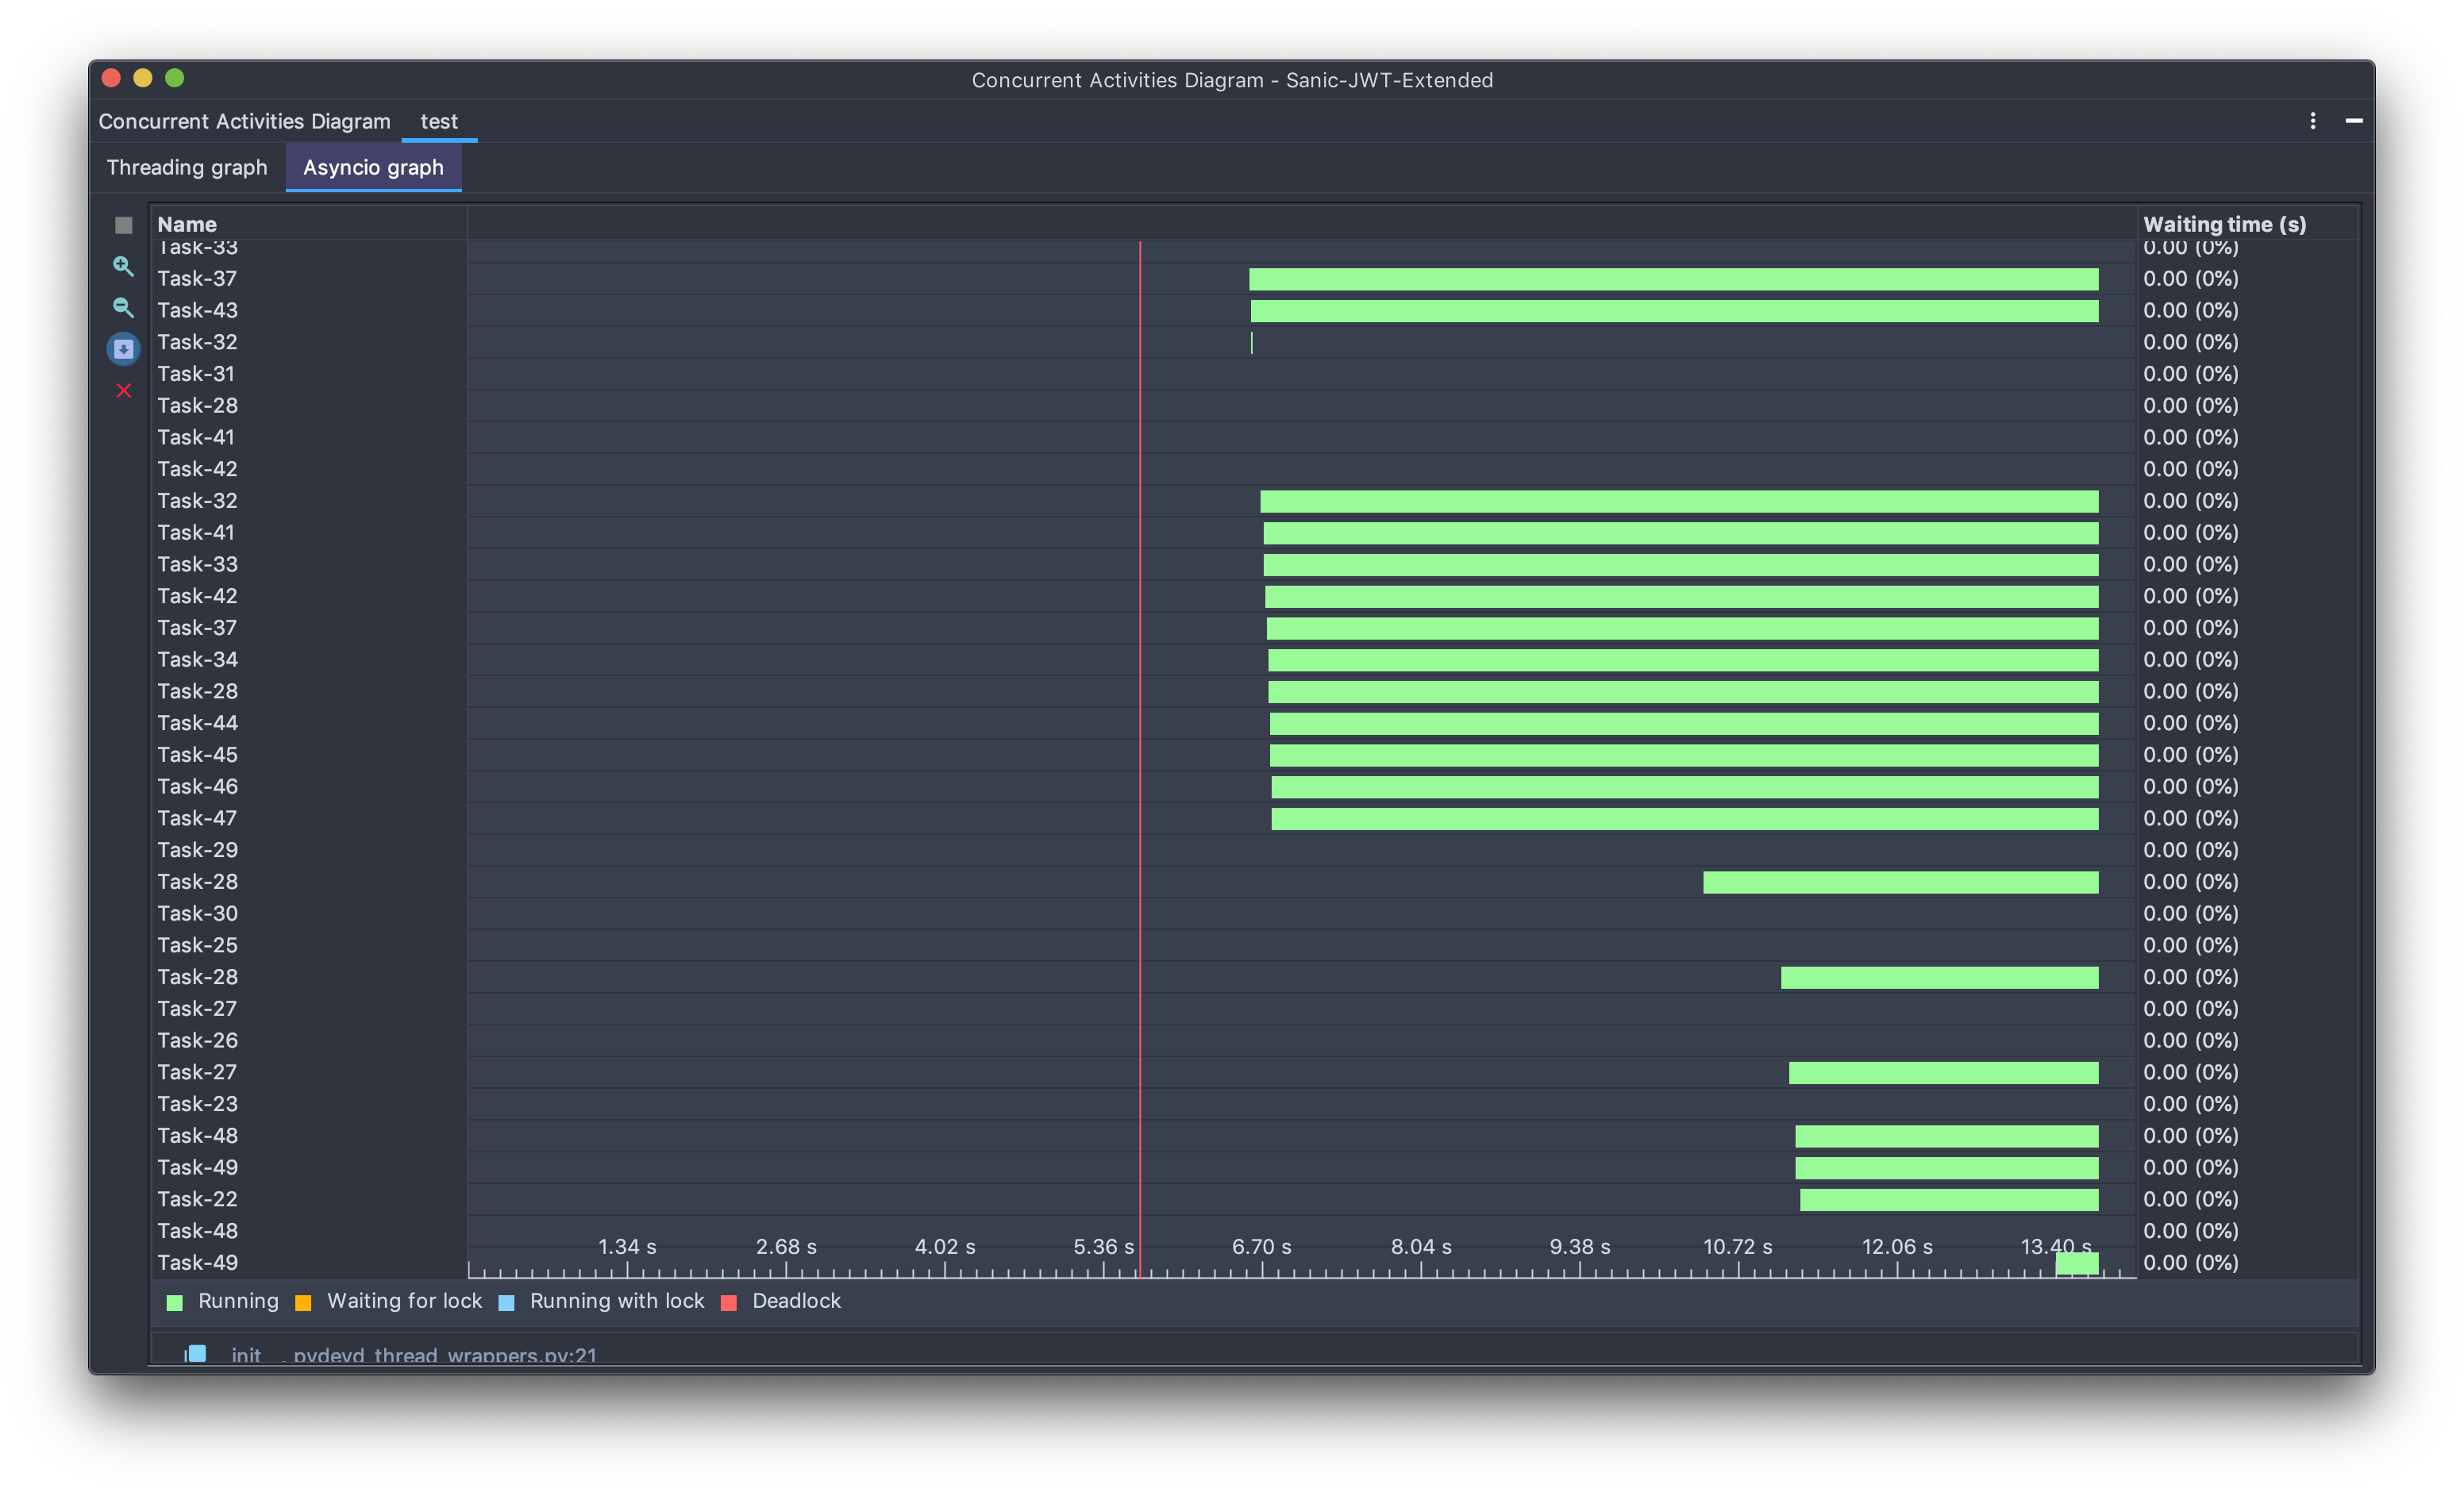 Concurrent Activities Diagram - Sanic-JWT-Extended
Concurrent Activities Diagram test
Threading graph Asyncio graph
Name Waiting time (s)
Task-33 0.00 (0%)
Task-37 0.00 (0%)
Task-43 0.00 (0%)
Task-32 0.00 (0%)
Task-31 0.00 (0%)
Task-28 0.00 (0%)
Task-41 0.00 (0%)
Task-42 0.00 (0%)
Task-32 0.00 (0%)
Task-41 0.00 (0%)
Task-33 0.00 (0%)
Task-42 0.00 (0%)
Task-37 0.00 (0%)
Task-34 0.00 (0%)
Task-28 0.00 (0%)
Task-44 0.00 (0%)
Task-45 0.00 (0%)
Task-46 0.00 (0%)
Task-47 0.00 (0%)
Task-29 0.00 (0%)
Task-28 0.00 (0%)
Task-30 0.00 (0%)
Task-25 0.00 (0%)
Task-28 0.00 (0%)
Task-27 0.00 (0%)
Task-26 0.00 (0%)
Task-27 0.00 (0%)
Task-23 0.00 (0%)
Task-48 0.00 (0%)
Task-49 0.00 (0%)
Task-22 0.00 (0%)
Task-48 0.00 (0%)
1.34 s 2.68 s 4.02 s 5.36 s 6.70 s 8.04 s 9.38 s 10.72 s 12.06 s 13.40 s
Task-49 0.00 (0%)
Running Waiting for lock Running with lock Deadlock
init , pydevd_thread_wrappers.py:21